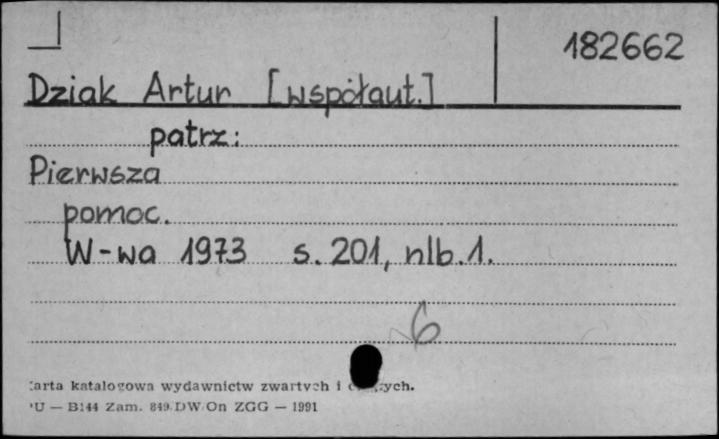 182662
Dziak Artur [współaut.]
patrz:
Pierwsza
pomoc.
W-wa 1973 s. 201, nlb. 1.
6
arta katalogowa wydawnictw zwartych i
U — B144 Zam. 849 DW On ZGG — 1991